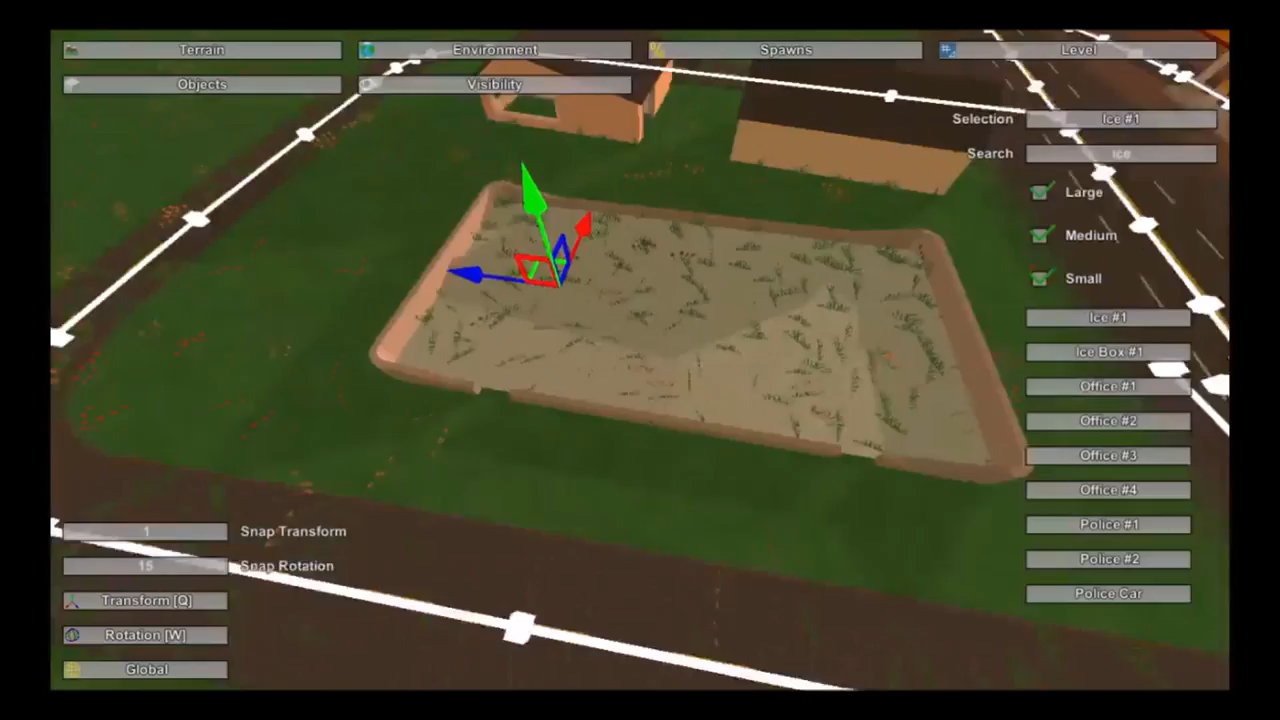 Terrain
Environment
Spawns
Level
Objects
Visibility
Selection
Ice #1
Search
ice
Large
Medium
Small
Ice #1
Ice Box #1
Office #1
Office #2
Office #3
Office #4
Police #1
Police #2
Police Car
1
Snap Transform
15
Snap Rotation
Transform [Q]
Rotation [W]
Global